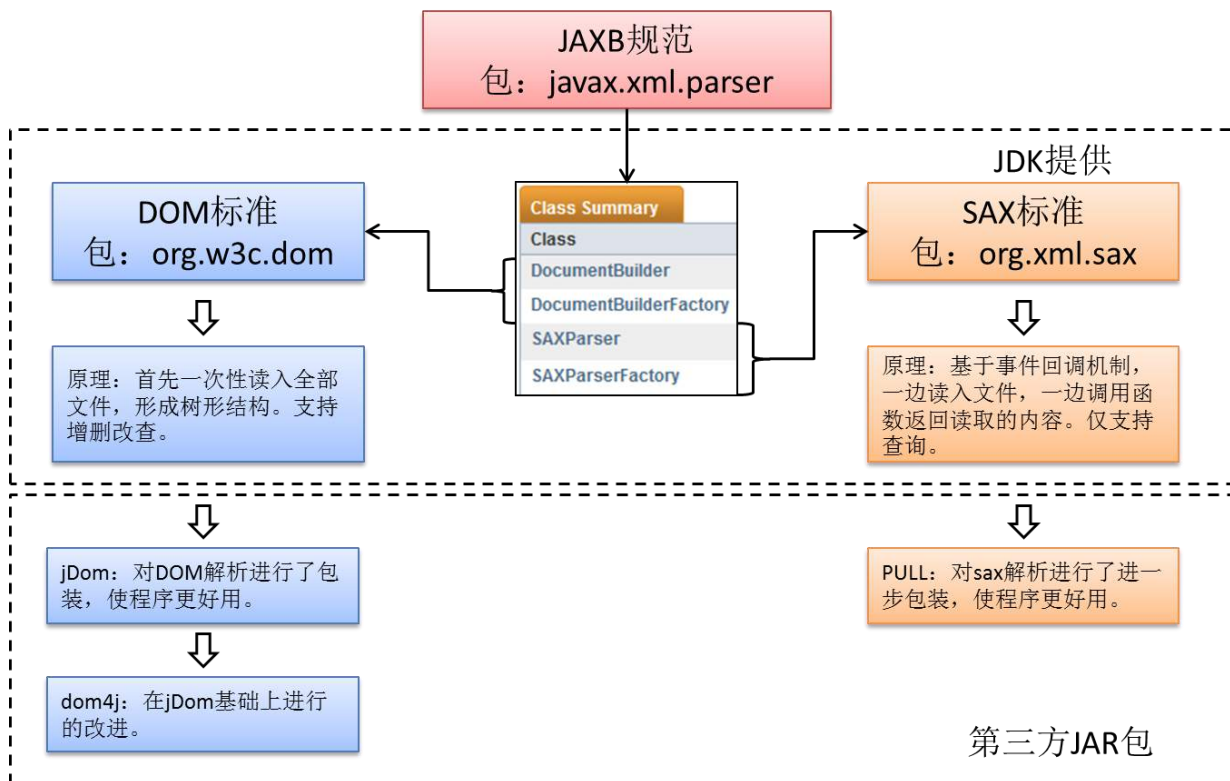 JAXB规范
包：javax.xml.parser
JDK提供
DOM标准
包：org.w3c.dom
Class Summary
Class
DocumentBuilder
DocumentBuilderFactory
SAXParser
SAXParserFactory
SAX标准
包：org.xml.sax
原理：首先一次性读入全部
文件，形成树形结构。支持
增删改查。
原理：基于事件回调机制，
一边读入文件，一边调用函
数返回读取的内容。仅支持
查询。
jDom：对DOM解析进行了包
装，使程序更好用。
PULL：对sax解析进行了进一
步包装，使程序更好用。
dom4j：在jDom基础上进行
的改进。
第三方JAR包